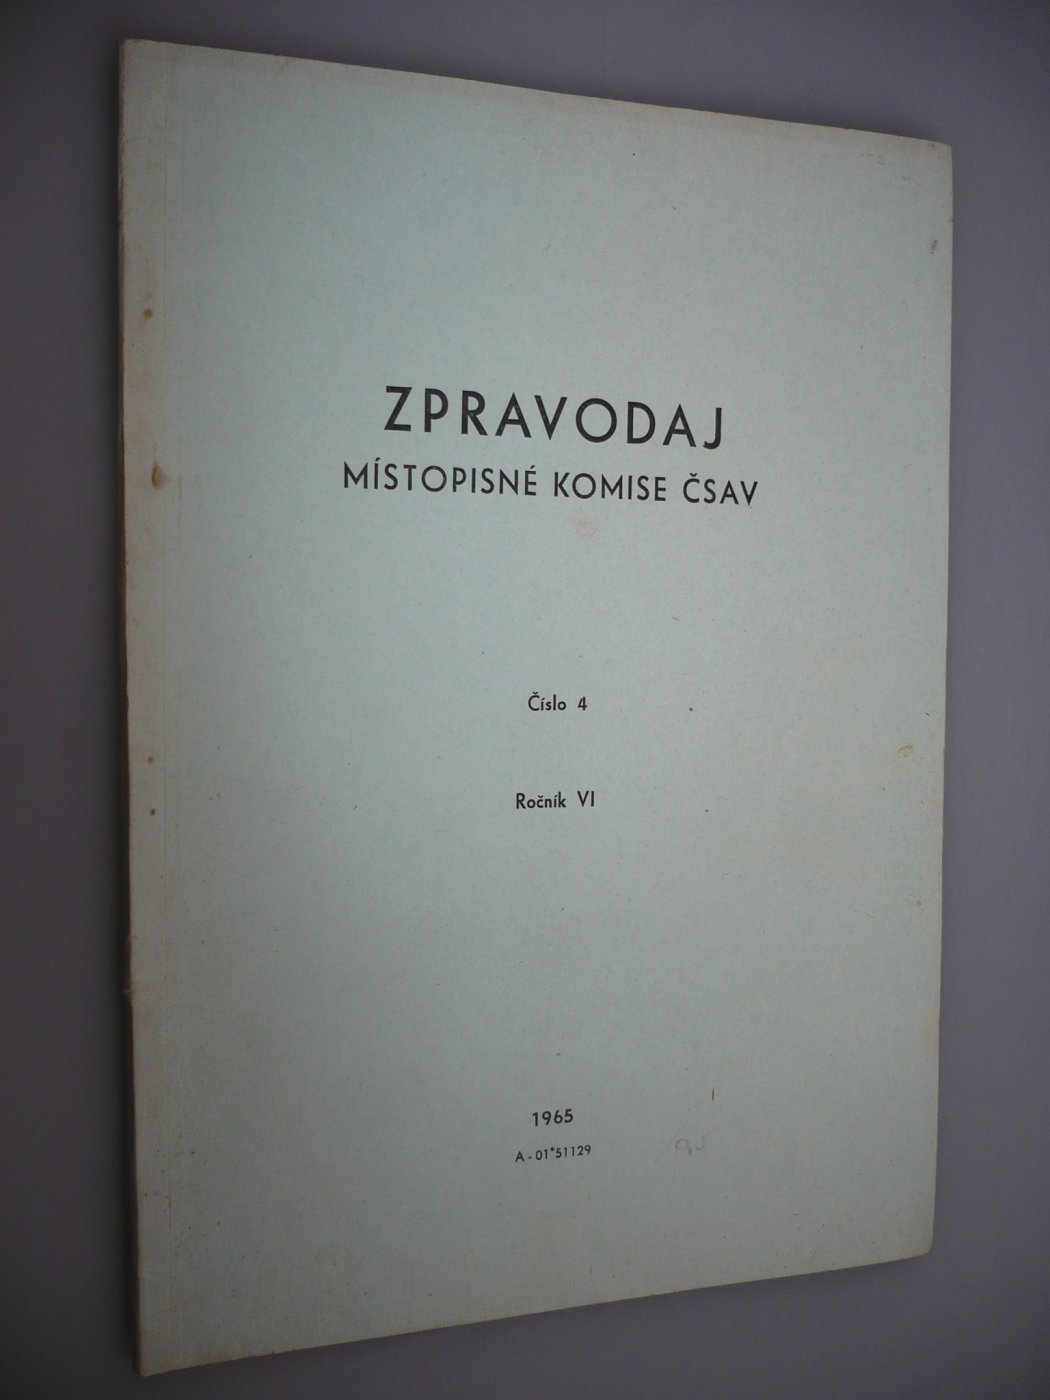 ZPRAVODAJ
MÍSTOPISNÉ KOMISE ČSAV
Číslo 4
Ročník VI
1965
A-01*51129